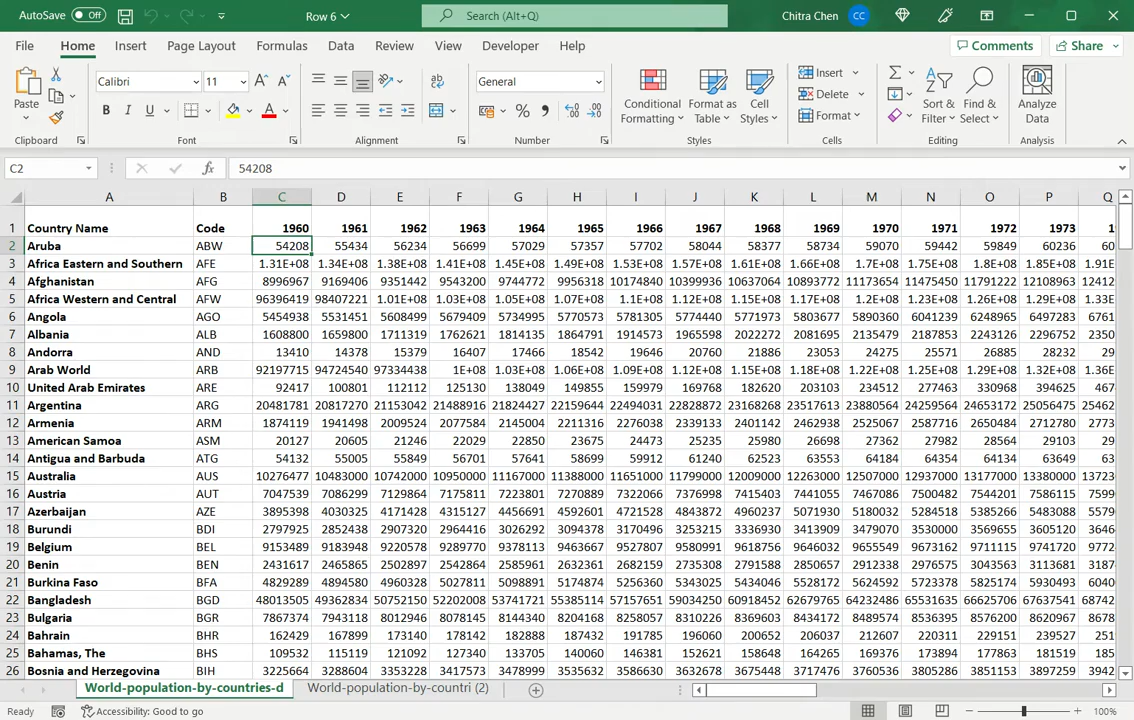 AutoSave Off Row 6 Search (Alt+Q) Chitra Chen CC
File Home Insert Page Layout Formulas Data Review View Developer Help Comments Share
Paste Calibri 11 General Conditional Formatting Format as Table Cell Styles Insert Delete Format Sort & Filter Find & Select Analyze Data
Clipboard Font Alignment Number Styles Cells Editing Analysis
C2 fx 54208
A B C D E F G H I J K L M N O P Q
1 Country Name Code 1960 1961 1962 1963 1964 1965 1966 1967 1968 1969 1970 1971 1972 1973 1
2 Aruba ABW 54208 55434 56234 56699 57029 57357 57702 58044 58377 58734 59070 59442 59849 60236 60
3 Africa Eastern and Southern AFE 1.31E+08 1.34E+08 1.38E+08 1.41E+08 1.45E+08 1.49E+08 1.53E+08 1.57E+08 1.61E+08 1.66E+08 1.7E+08 1.75E+08 1.8E+08 1.85E+08 1.91E
4 Afghanistan AFG 8996967 9169406 9351442 9543200 9744772 9956318 10174840 10399936 10637064 10893772 11173654 11475450 11791222 12108963 12412
5 Africa Western and Central AFW 96396419 98407221 1.01E+08 1.03E+08 1.05E+08 1.07E+08 1.1E+08 1.12E+08 1.15E+08 1.17E+08 1.2E+08 1.23E+08 1.26E+08 1.29E+08 1.33E
6 Angola AGO 5454938 5531451 5608499 5679409 5734995 5770573 5781305 5774440 5771973 5803677 5890360 6041239 6248965 6497283 6761
7 Albania ALB 1608800 1659800 1711319 1762621 1814135 1864791 1914573 1965598 2022272 2081695 2135479 2187853 2243126 2296752 2350
8 Andorra AND 13410 14378 15379 16407 17466 18542 19646 20760 21886 23053 24275 25571 26885 28232 29
9 Arab World ARB 92197715 94724540 97334438 1E+08 1.03E+08 1.06E+08 1.09E+08 1.12E+08 1.15E+08 1.18E+08 1.22E+08 1.25E+08 1.29E+08 1.32E+08 1.36E
10 United Arab Emirates ARE 92417 100801 112112 125130 138049 149855 159979 169768 182620 203103 234512 277463 330968 394625 467
11 Argentina ARG 20481781 20817270 21153042 21488916 21824427 22159644 22494031 22828872 23168268 23517613 23880564 24259564 24653172 25056475 25462
12 Armenia ARM 1874119 1941498 2009524 2077584 2145004 2211316 2276038 2339133 2401142 2462938 2525067 2587716 2650484 2712780 2773
13 American Samoa ASM 20127 20605 21246 22029 22850 23675 24473 25235 25980 26698 27362 27982 28564 29103 29
14 Antigua and Barbuda ATG 54132 55005 55849 56701 57641 58699 59912 61240 62523 63553 64184 64354 64134 63649 63
15 Australia AUS 10276477 10483000 10742000 10950000 11167000 11388000 11651000 11799000 12009000 12263000 12507000 12937000 13177000 13380000 13723
16 Austria AUT 7047539 7086299 7129864 7175811 7223801 7270889 7322066 7376998 7415403 7441055 7467086 7500482 7544201 7586115 7599
17 Azerbaijan AZE 3895398 4030325 4171428 4315127 4456691 4592601 4721528 4843872 4960237 5071930 5180032 5284518 5385266 5483088 5579
18 Burundi BDI 2797925 2852438 2907320 2964416 3026292 3094378 3170496 3253215 3336930 3413909 3479070 3530000 3569655 3605120 3646
19 Belgium BEL 9153489 9183948 9220578 9289770 9378113 9463667 9527807 9580991 9618756 9646032 9655549 9673162 9711115 9741720 9772
20 Benin BEN 2431617 2465865 2502897 2542864 2585961 2632361 2682159 2735308 2791588 2850657 2912338 2976575 3043563 3113681 3187
21 Burkina Faso BFA 4829289 4894580 4960328 5027811 5098891 5174874 5256360 5343025 5434046 5528172 5624592 5723378 5825174 5930493 6040
22 Bangladesh BGD 48013505 49362834 50752150 52202008 53741721 55385114 57157651 59034250 60918452 62679765 64232486 65531635 66625706 67637541 68742
23 Bulgaria BGR 7867374 7943118 8012946 8078145 8144340 8204168 8258057 8310226 8369603 8434172 8489574 8536395 8576200 8620967 8678
24 Bahrain BHR 162429 167899 173140 178142 182888 187432 191785 196060 200652 206037 212607 220311 229151 239527 251
25 Bahamas, The BHS 109532 115119 121092 127340 133705 140060 146381 152621 158648 164265 169376 173894 177863 181519 185
26 Bosnia and Herzegovina BIH 3225664 3288604 3353228 3417573 3478999 3535632 3586630 3632678 3675448 3717476 3760536 3805286 3851153 3897259 3942
World-population-by-countries-d World-population-by-countri (2)
Ready Accessibility: Good to go 100%